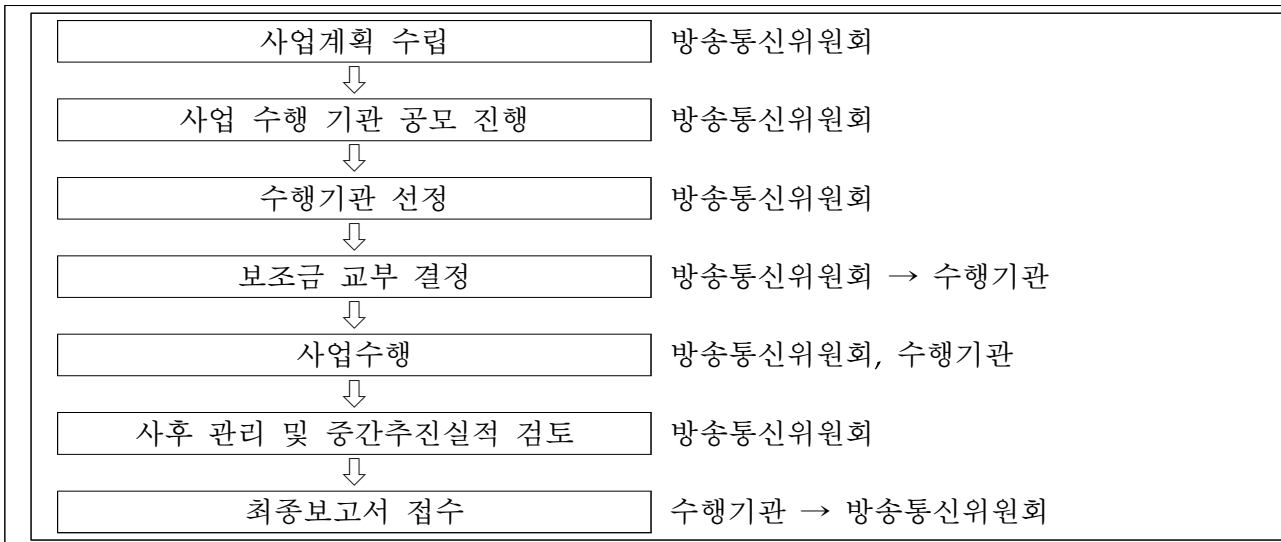 사업계획 수립 방송통신위원회
사업 수행 기관 공모 진행 방송통신위원회
수행기관 선정 방송통신위원회
보조금 교부 결정 방송통신위원회 → 수행기관
사업수행 방송통신위원회, 수행기관
사후 관리 및 중간추진실적 검토 방송통신위원회
최종보고서 접수 수행기관 → 방송통신위원회